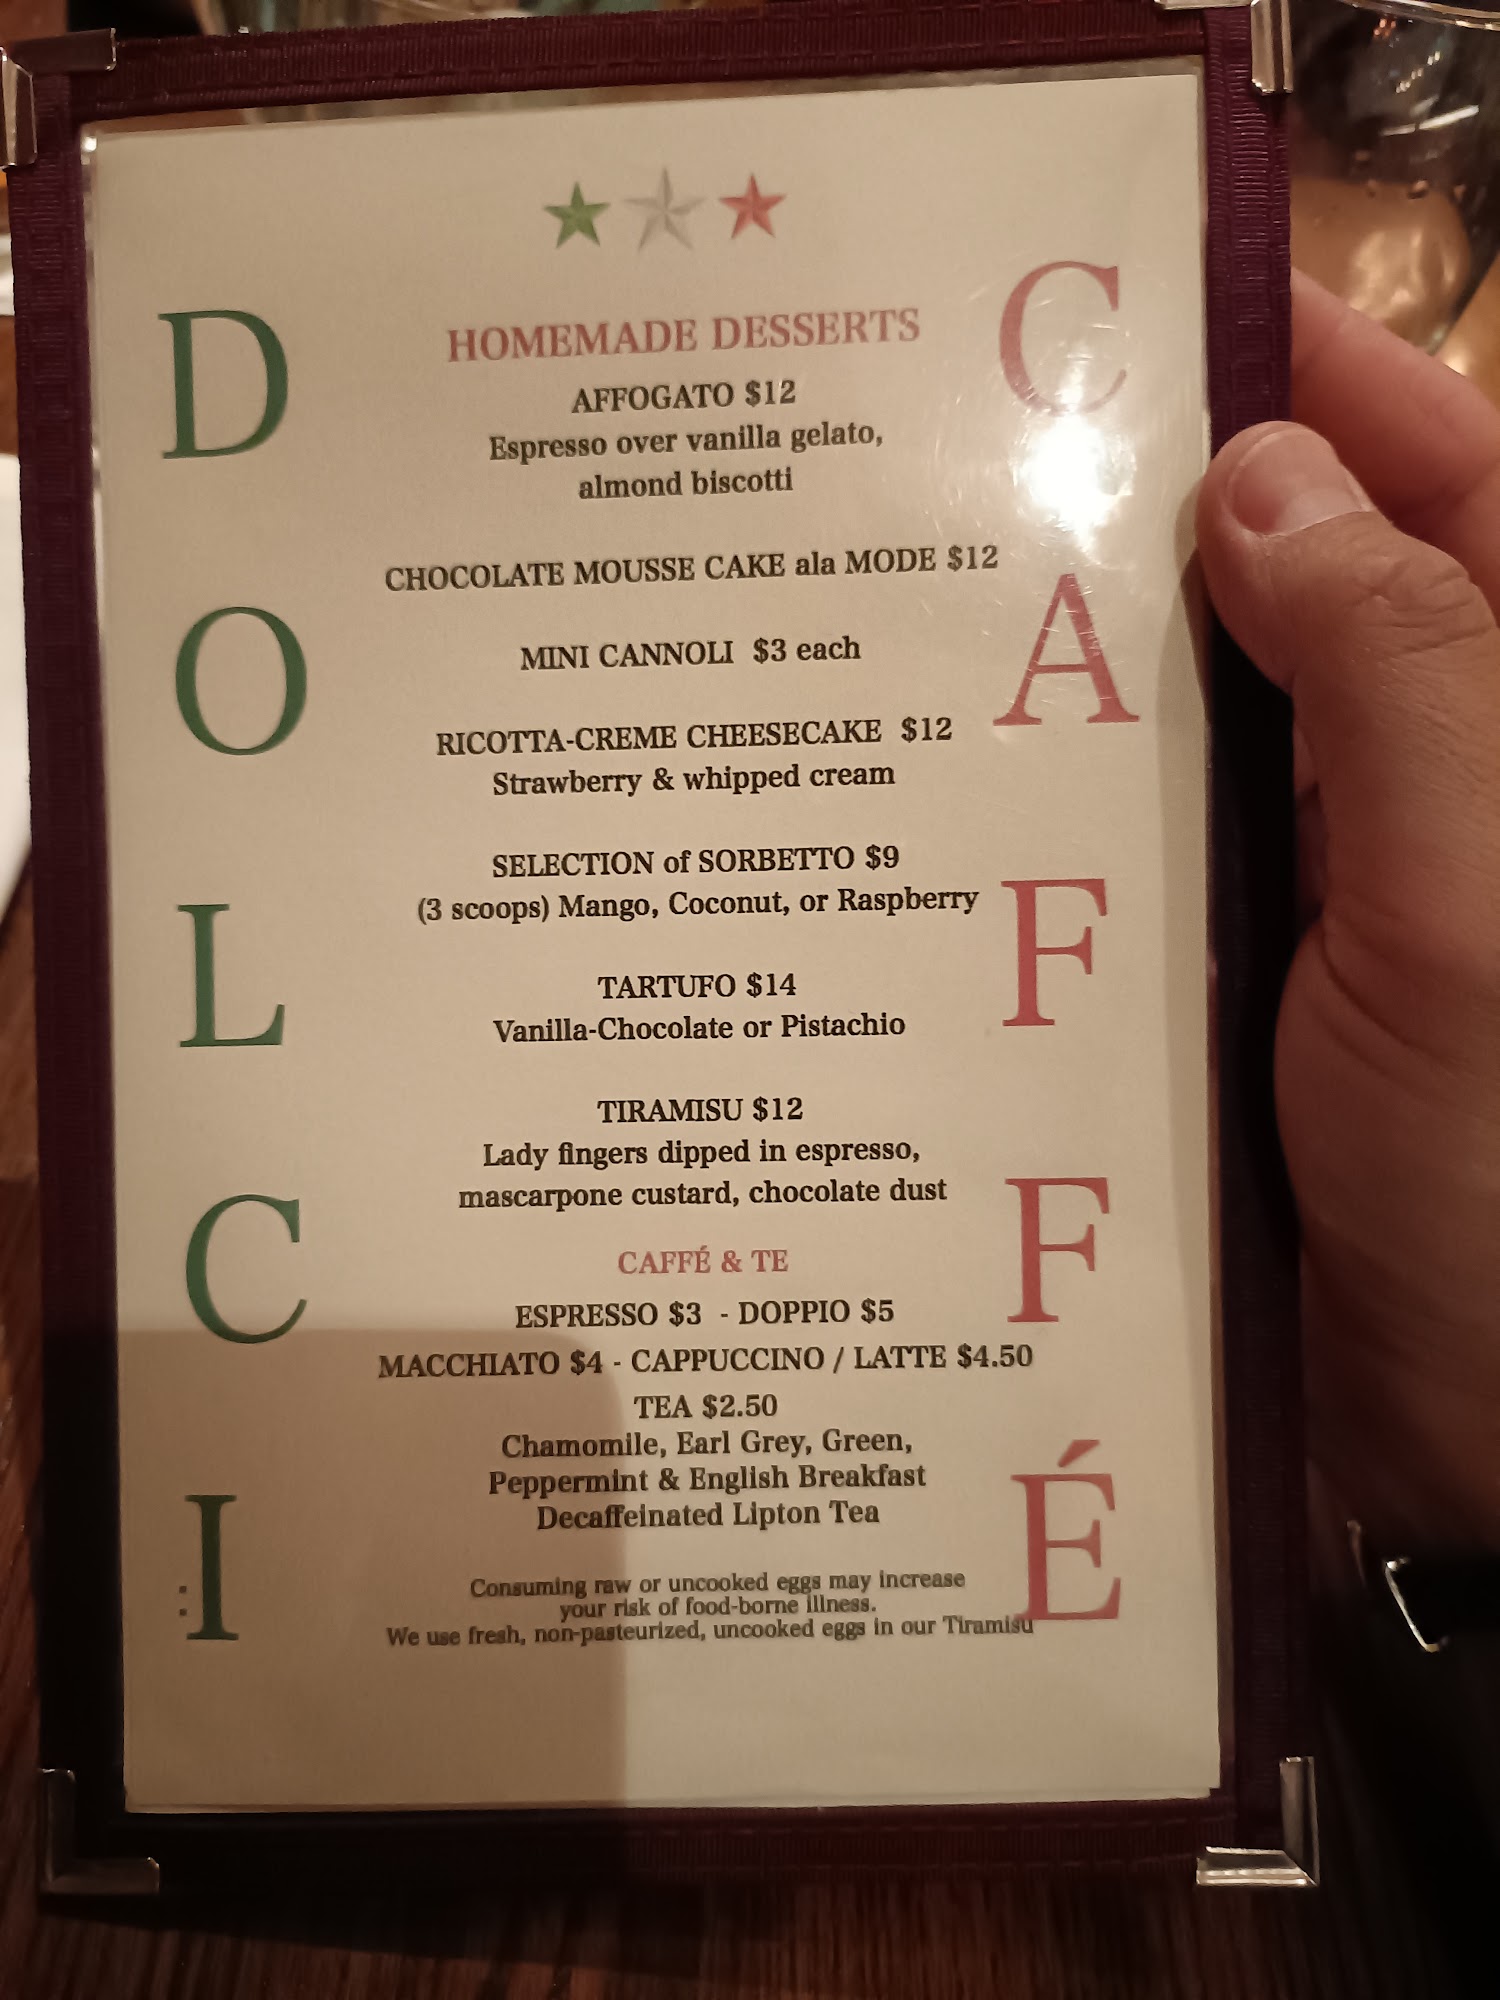 DOLCI
CAFFÉ
HOMEMADE DESSERTS
AFFOGATO $12
Espresso over vanilla gelato,
almond biscotti
CHOCOLATE MOUSSE CAKE ala MODE $12
MINI CANNOLI $3 each
RICOTTA-CREME CHEESECAKE $12
Strawberry & whipped cream
SELECTION of SORBETTO $9
(3 scoops) Mango, Coconut, or Raspberry
TARTUFO $14
Vanilla-Chocolate or Pistachio
TIRAMISU $12
Lady fingers dipped in espresso,
mascarpone custard, chocolate dust
CAFFÉ & TE
ESPRESSO $3 - DOPPIO $5
MACCHIATO $4 - CAPPUCCINO / LATTE $4.50
TEA $2.50
Chamomile, Earl Grey, Green,
Peppermint & English Breakfast
Decaffeinated Lipton Tea
Consuming raw or uncooked eggs may increase
your risk of food-borne illness.
We use fresh, non-pasteurized, uncooked eggs in our Tiramisu